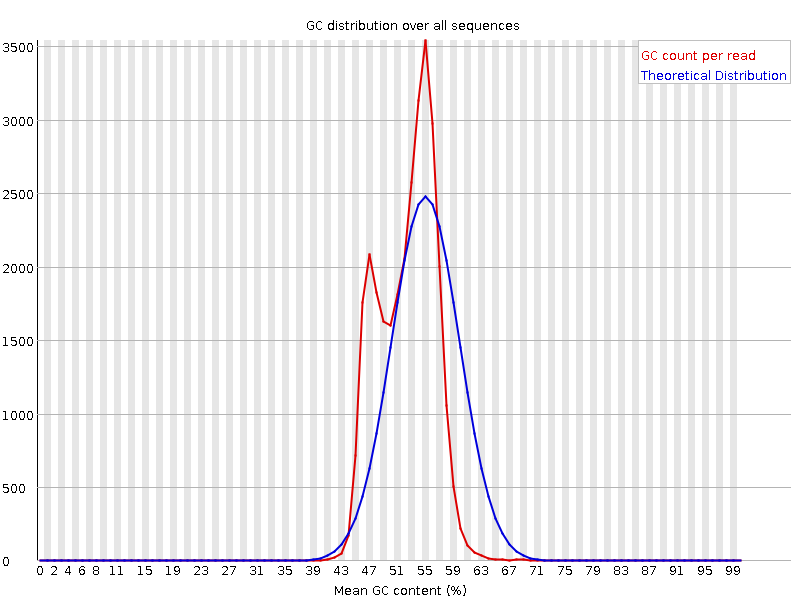 GC distribution over all sequences
GC count per read
Theoretical Distribution
3500
3000
2500
2000
1500
1000
500
0
0 2 4 6 8 11 15 19 23 27 31 35 39 43 47 51 55 59 63 67 71 75 79 83 87 91 95 99
Mean GC content (%)